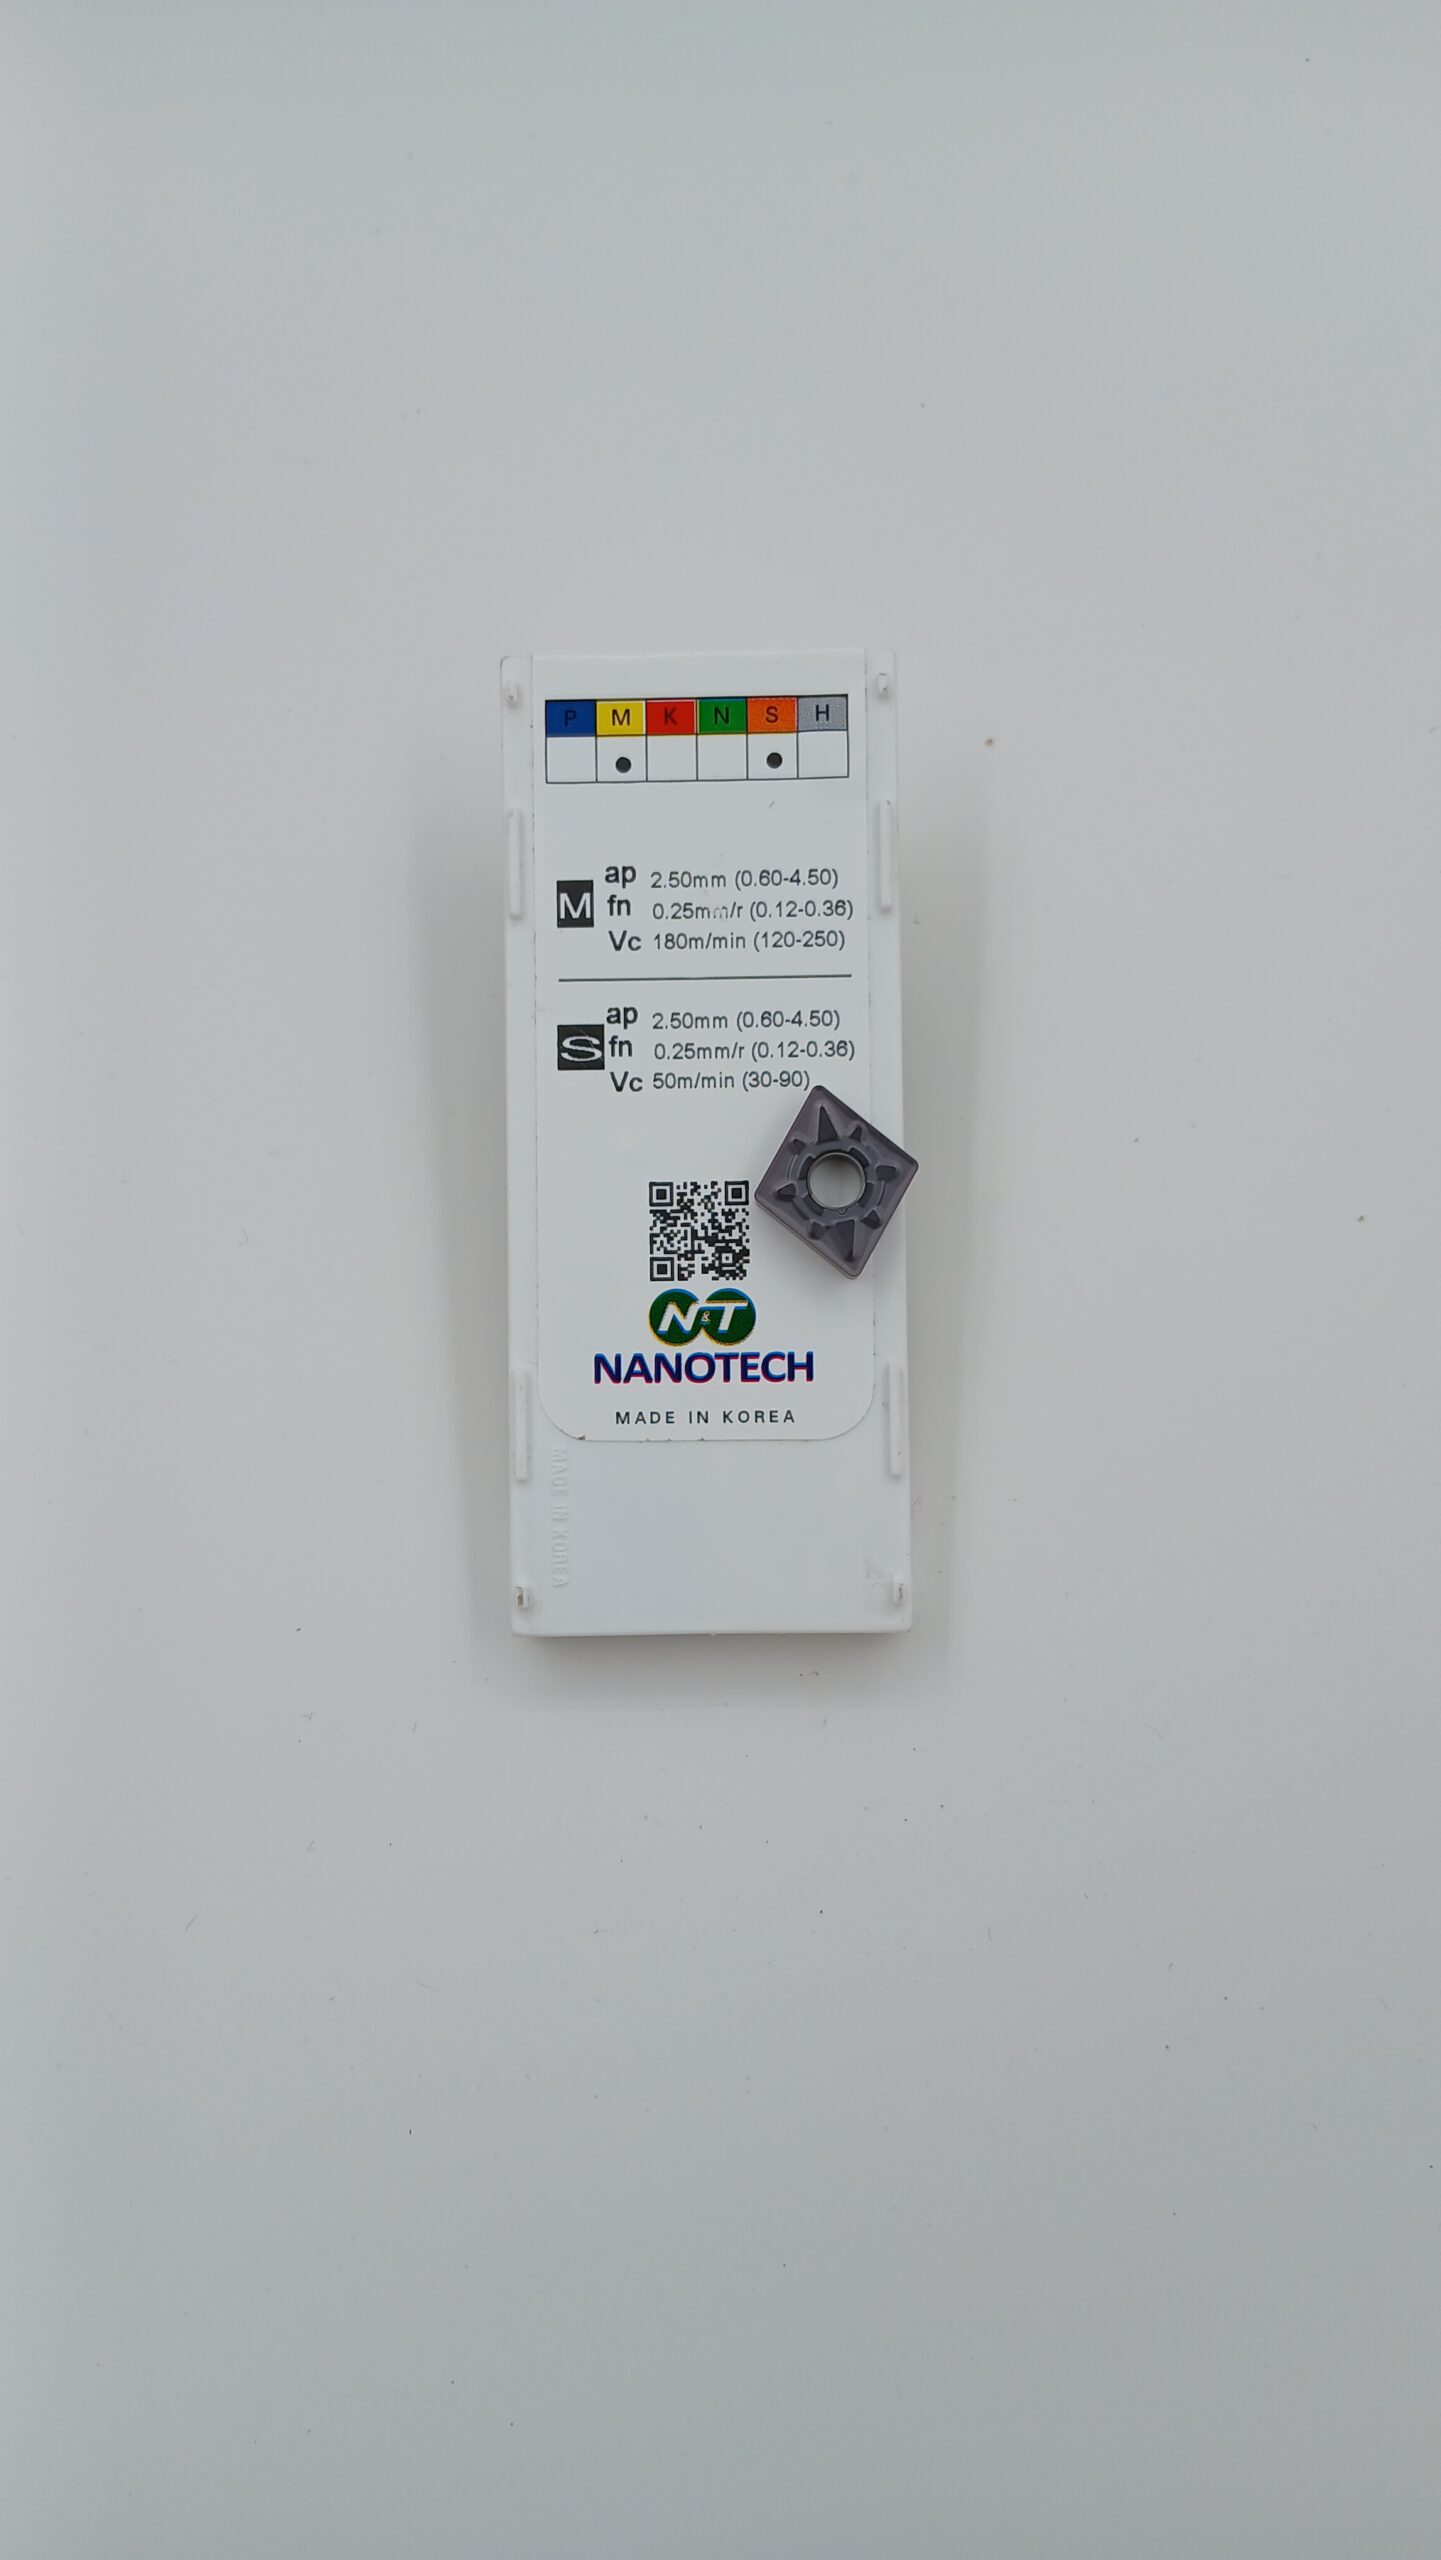 P M K N S H
M
ap 2.50mm (0.60-4.50)
fn 0.25mm/r (0.12-0.36)
Vc 180m/min (120-250)
S
ap 2.50mm (0.60-4.50)
fn 0.25mm/r (0.12-0.36)
Vc 50m/min (30-90)
N&T
NANOTECH
MADE IN KOREA
MADE IN KOREA